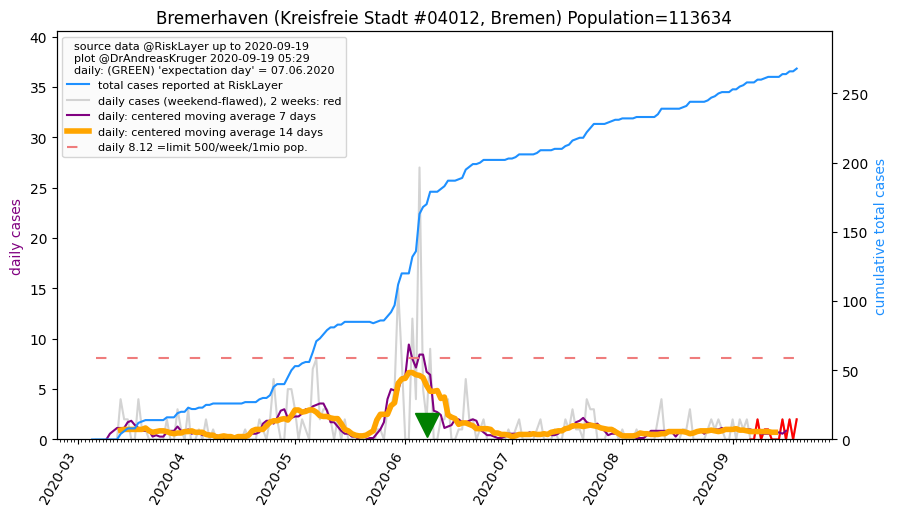 Bremerhaven (Kreisfreie Stadt #04012, Bremen) Population=113634
source data @RiskLayer up to 2020-09-19
plot @DrAndreasKruger 2020-09-19 05:29
daily: (GREEN) 'expectation day' = 07.06.2020
total cases reported at RiskLayer
daily cases (weekend-flawed), 2 weeks: red
daily: centered moving average 7 days
daily: centered moving average 14 days
daily 8.12 =limit 500/week/1mio pop.
daily cases
40
35
30
25
20
15
10
5
0
cumulative total cases
250
200
150
100
50
0
2020-03
2020-04
2020-05
2020-06
2020-07
2020-08
2020-09